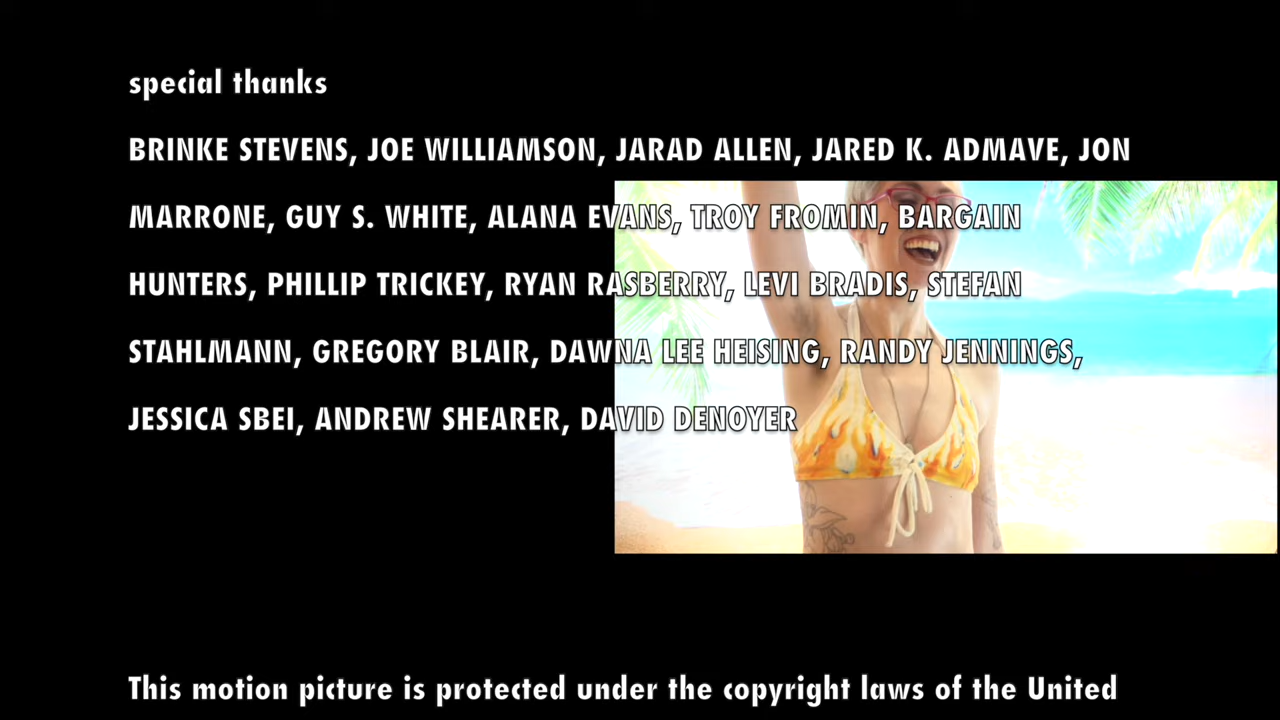 special thanks
BRINKE STEVENS, JOE WILLIAMSON, JARAD ALLEN, JARED K. ADMAVE, JON
MARRONE, GUY S. WHITE, ALANA EVANS, TROY FROMIN, BARGAIN
HUNTERS, PHILLIP TRICKEY, RYAN RASBERRY, LEVI BRADIS, STEFAN
STAHLMANN, GREGORY BLAIR, DAWNA LEE HEISING, RANDY JENNINGS,
JESSICA SBEI, ANDREW SHEARER, DAVID DENOYER
This motion picture is protected under the copyright laws of the United